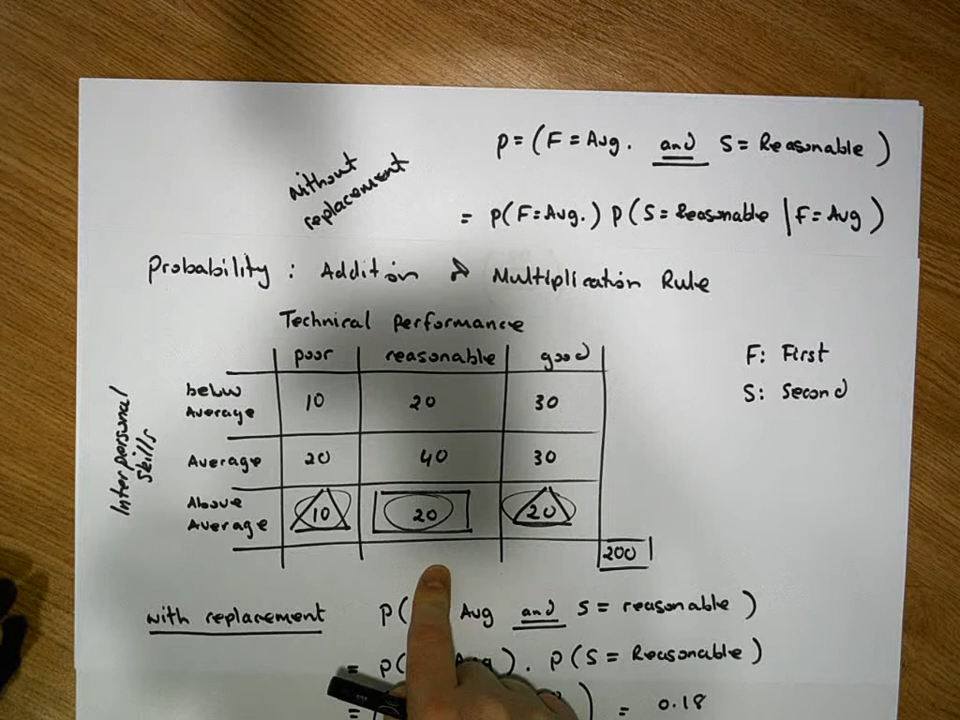 p=(F=Avg. and S=Reasonable)
without replacement
= p(F=Avg.) p(S=Reasonable | F=Avg)
Probability: Addition & Multiplication Rule
Technical performance
poor reasonable good
F: First
S: Second
Interpersonal skills
below Average 10 20 30
Average 20 40 30
Above Average 10 20 20
200
with replacement p( Avg and S=reasonable)
= p( Avg). p(S=Reasonable)
= ( ) = 0.18